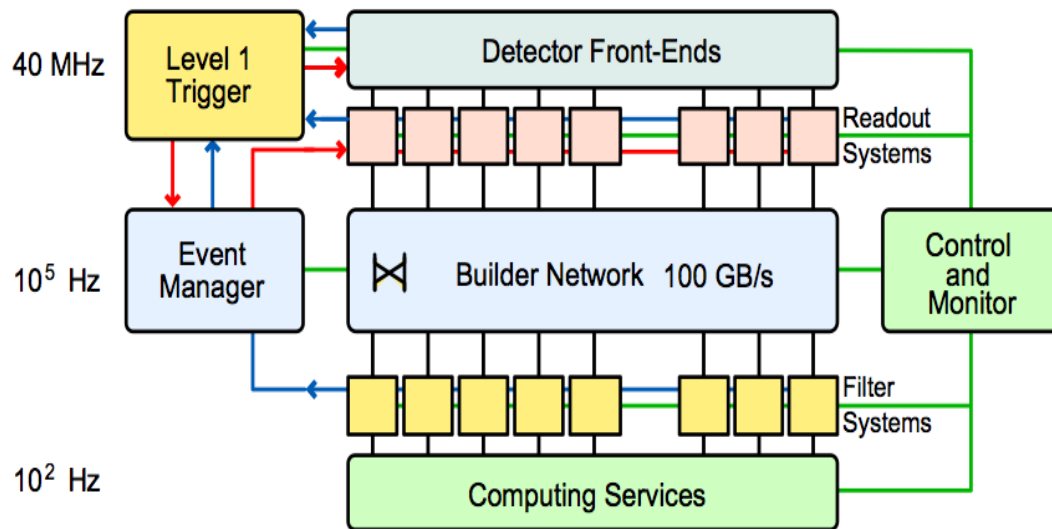 Level 1
Trigger
Detector Front-Ends
40 MHz
Readout
Systems
Event
Manager
Builder Network 100 GB/s
Control
and
Monitor
10⁵ Hz
Filter
Systems
10² Hz
Computing Services